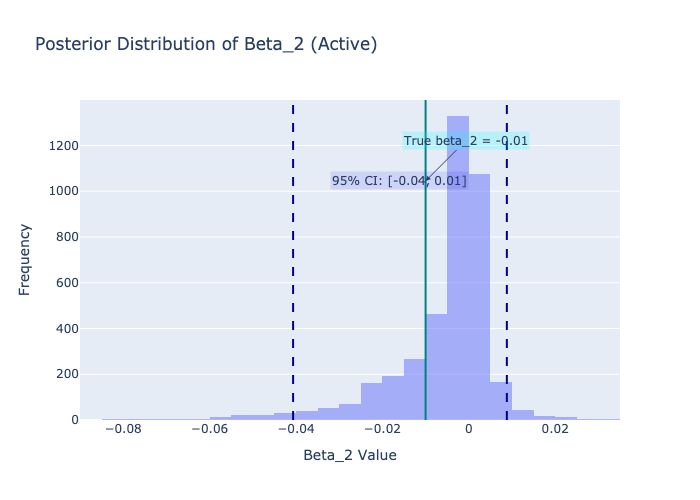 Posterior Distribution of Beta_2 (Active)
1200
1000
800
600
400
200
0
Frequency
True beta_2 = -0.01
95% CI: [-0.04, 0.01]
−0.08
−0.06
−0.04
−0.02
0
0.02
Beta_2 Value